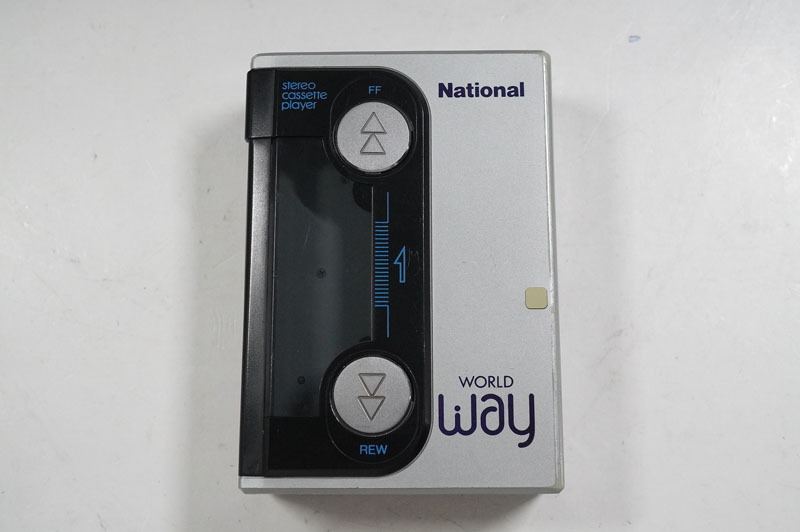 stereo
cassette
player
FF
National
WORLD
way
REW